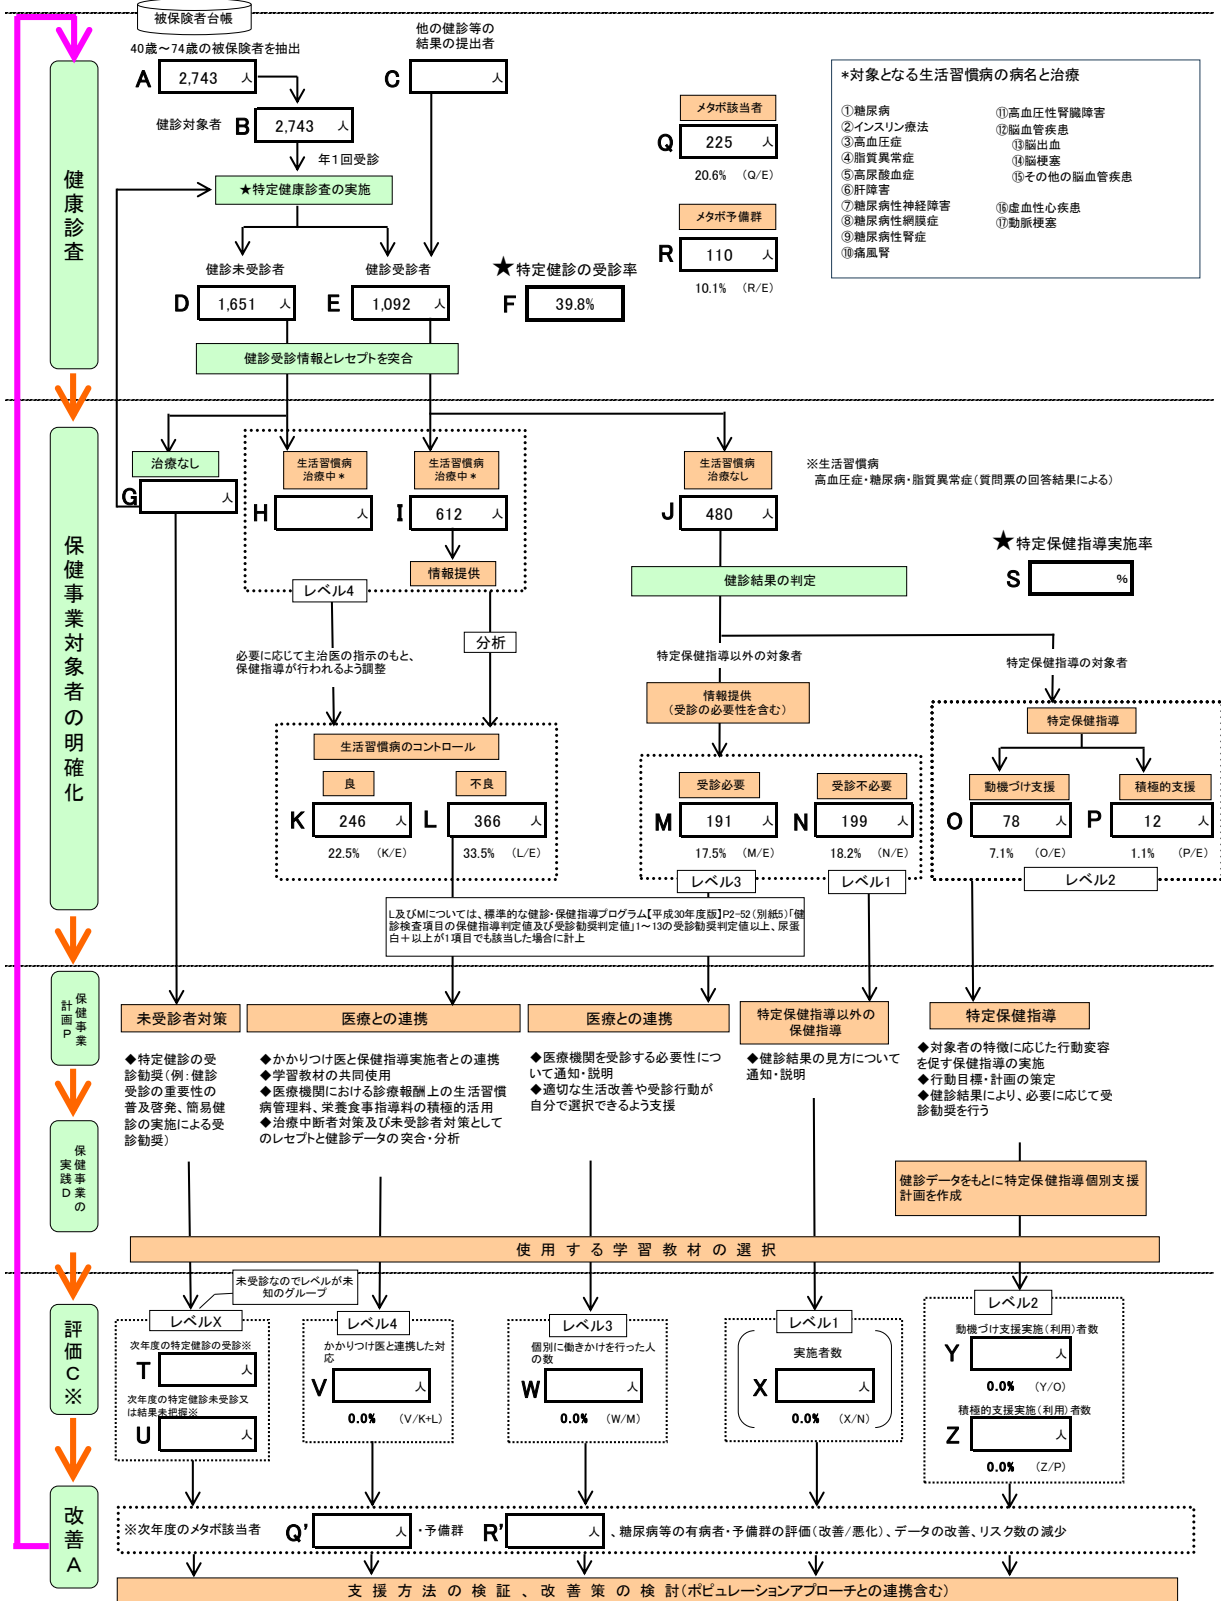 被保険者台帳
40歳～74歳の被保険者を抽出
A 2,743 人
他の健診等の
結果の提出者
C 人
健診対象者 B 2,743 人
年1回受診
★特定健康診査の実施
健診未受診者
D 1,651 人
健診受診者
E 1,092 人
★特定健診の受診率
F 39.8%
メタボ該当者
Q 225 人
20.6% (Q/E)
メタボ予備群
R 110 人
10.1% (R/E)
*対象となる生活習慣病の病名と治療
①糖尿病
②インスリン療法
③高血圧症
④脂質異常症
⑤高尿酸血症
⑥肝障害
⑦糖尿病性神経障害
⑧糖尿病性網膜症
⑨糖尿病性腎症
⑩痛風腎
⑪高血圧性腎臓障害
⑫脳血管疾患
⑬脳出血
⑭脳梗塞
⑮その他の脳血管疾患
⑯虚血性心疾患
⑰動脈梗塞
健診受診情報とレセプトを突合
健康診査
保健事業対象者の明確化
治療なし
G 人
生活習慣病
治療中*
H 人
生活習慣病
治療中*
I 612 人
情報提供
レベル4
生活習慣病
治療なし
J 480 人
※生活習慣病
高血圧症・糖尿病・脂質異常症(質問票の回答結果による)
★特定保健指導実施率
S %
健診結果の判定
分析
必要に応じて主治医の指示のもと、
保健指導が行われるよう調整
特定保健指導以外の対象者
特定保健指導の対象者
情報提供
(受診の必要性を含む)
生活習慣病のコントロール
良
K 246 人
22.5% (K/E)
不良
L 366 人
33.5% (L/E)
受診必要
M 191 人
17.5% (M/E)
レベル3
受診不必要
N 199 人
18.2% (N/E)
レベル1
特定保健指導
動機づけ支援
O 78 人
7.1% (O/E)
積極的支援
P 12 人
1.1% (P/E)
レベル2
L及びMについては、標準的な健診・保健指導プログラム【平成30年度版】P2-52(別紙5)「健
診検査項目の保健指導判定値及び受診勧奨判定値」1～13の受診勧奨判定値以上、尿蛋
白+以上が1項目でも該当した場合に計上
保健事業
計画P
未受診者対策
◆特定健診の受
診勧奨(例:健診
受診の重要性の
普及啓発、簡易健
診の実施による受
診勧奨)
医療との連携
◆かかりつけ医と保健指導実施者との連携
◆学習教材の共同使用
◆医療機関における診療報酬上の生活習慣
病管理料、栄養食事指導料の積極的活用
◆治療中断者対策及び未受診者対策として
のレセプトと健診データの突合・分析
医療との連携
◆医療機関を受診する必要性につ
いて通知・説明
◆適切な生活改善や受診行動が
自分で選択できるよう支援
特定保健指導以外の
保健指導
◆健診結果の見方について
通知・説明
特定保健指導
◆対象者の特徴に応じた行動変容
を促す保健指導の実施
◆行動目標・計画の策定
◆健診結果により、必要に応じて受
診勧奨を行う
保健事業の
実践D
健診データをもとに特定保健指導個別支援
計画を作成
使用する学習教材の選択
評価C※
未受診なのでレベルが未
知のグループ
レベルX
次年度の特定健診の受診※
T 人
次年度の特定健診未受診又
は結果未把握※
U 人
レベル4
かかりつけ医と連携した対
応
V 人
0.0% (V/K+L)
レベル3
個別に働きかけを行った人
の数
W 人
0.0% (W/M)
レベル1
実施者数
X 人
0.0% (X/N)
レベル2
動機づけ支援実施(利用)者数
Y 人
0.0% (Y/O)
積極的支援実施(利用)者数
Z 人
0.0% (Z/P)
改善A
※次年度のメタボ該当者 Q' 人 ・予備群 R' 人 、糖尿病等の有病者・予備群の評価(改善/悪化)、データの改善、リスク数の減少
支援方法の検証、改善策の検討(ポピュレーションアプローチとの連携含む)